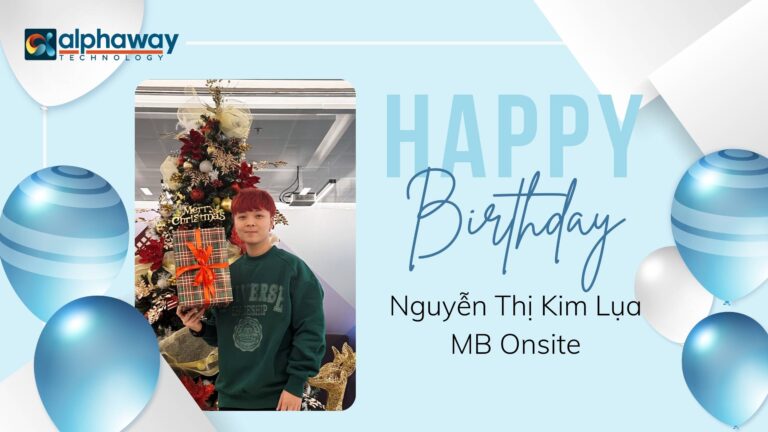 alphaway
TECHNOLOGY
HAPPY
Birthday
Merry
Christmas
Nguyễn Thị Kim Lụa
MB Onsite